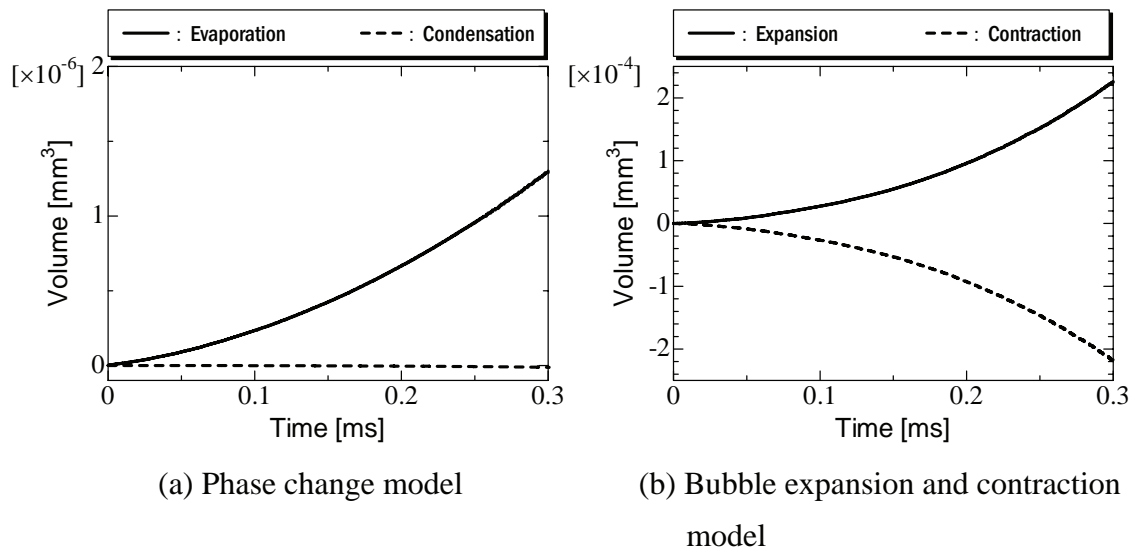 : Evaporation : Condensation
[×10⁻⁶]
2
1
0
Volume [mm³]
0 0.1 0.2 0.3
Time [ms]
(a) Phase change model
: Expansion : Contraction
[×10⁻⁴]
2
1
0
-1
-2
Volume [mm³]
0 0.1 0.2 0.3
Time [ms]
(b) Bubble expansion and contraction
model